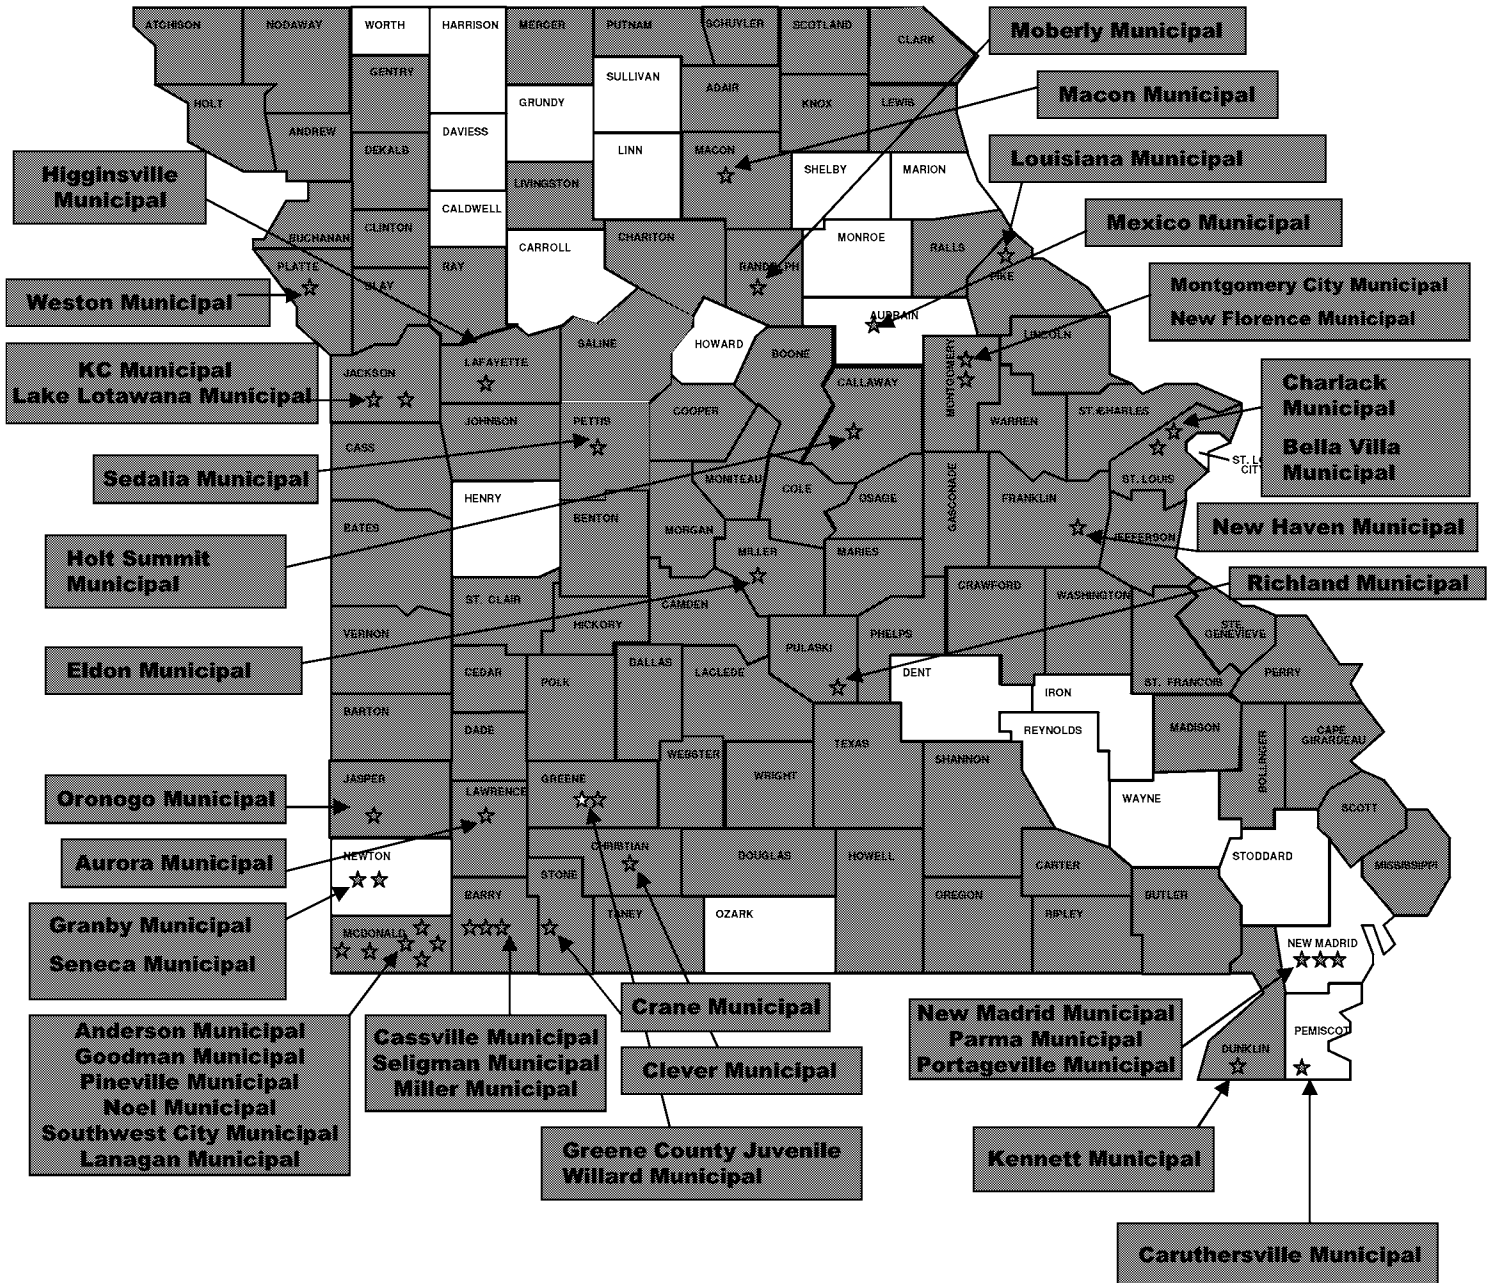 ATCHISON
NODAWAY
WORTH
HARRISON
MERCER
PUTNAM
SCHUYLER
SCOTLAND
CLARK
Moberly Municipal
GENTRY
SULLIVAN
ADAIR
KNOX
LEWIS
Macon Municipal
HOLT
GRUNDY
ANDREW
DEKALB
DAVIESS
LINN
MACON
SHELBY
MARION
Louisiana Municipal
Higginsville
Municipal
LIVINGSTON
CALDWELL
CLINTON
BUCHANAN
CARROLL
CHARITON
MONROE
RALLS
Mexico Municipal
PLATTE
CLAY
RAY
RANDOLPH
PIKE
Weston Municipal
AUDRAIN
Montgomery City Municipal
New Florence Municipal
KC Municipal
Lake Lotawana Municipal
JACKSON
LAFAYETTE
SALINE
HOWARD
BOONE
CALLAWAY
MONTGOMERY
LINCOLN
Charlack
Municipal
Bella Villa
Municipal
CASS
JOHNSON
PETTIS
COOPER
WARREN
ST. CHARLES
ST. LOUIS
ST. L
CIT
Sedalia Municipal
HENRY
MONITEAU
COLE
OSAGE
GASCONADE
FRANKLIN
JEFFERSON
New Haven Municipal
BATES
BENTON
MORGAN
MILLER
MARIES
Holt Summit
Municipal
ST. CLAIR
CAMDEN
CRAWFORD
WASHINGTON
Richland Municipal
VERNON
HICKORY
PULASKI
PHELPS
STE.
GENEVIEVE
Eldon Municipal
CEDAR
POLK
DALLAS
LACLEDE
DENT
IRON
ST. FRANCOIS
PERRY
BARTON
DADE
WEBSTER
WRIGHT
TEXAS
SHANNON
REYNOLDS
MADISON
BOLLINGER
CAPE
GIRARDEAU
Oronogo Municipal
JASPER
LAWRENCE
GREENE
WAYNE
SCOTT
Aurora Municipal
NEWTON
CHRISTIAN
DOUGLAS
HOWELL
CARTER
STODDARD
MISSISSIPPI
STONE
BARRY
TANEY
OZARK
OREGON
RIPLEY
BUTLER
Granby Municipal
Seneca Municipal
MCDONALD
NEW MADRID
Crane Municipal
New Madrid Municipal
Parma Municipal
Portageville Municipal
PEMISCOT
DUNKLIN
Anderson Municipal
Goodman Municipal
Pineville Municipal
Noel Municipal
Southwest City Municipal
Lanagan Municipal
Cassville Municipal
Seligman Municipal
Miller Municipal
Clever Municipal
Greene County Juvenile
Willard Municipal
Kennett Municipal
Caruthersville Municipal